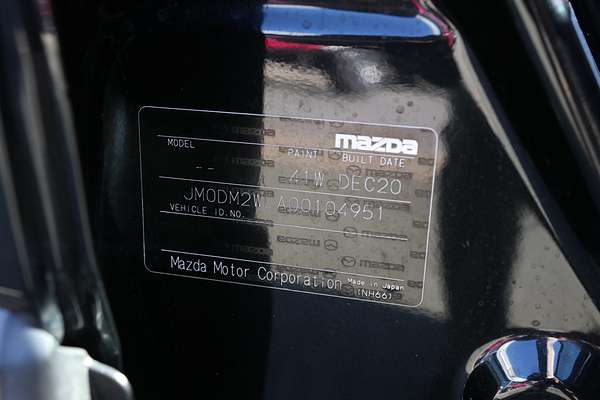 mazda
MODEL PAINT BUILT DATE
-- 41W DEC20
JM0DM2W A00104951
VEHICLE ID.NO.
Mazda Motor Corporation Made in Japan
(NH66)